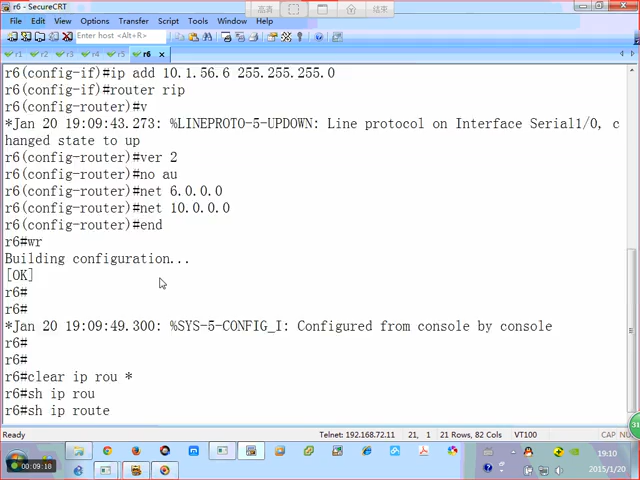 r6 - SecureCRT
高清
结束
File Edit View Options Transfer Script Tools Window Help
Enter host <Alt+R>
r1 r2 r3 r4 r5 r6
r6(config-if)#ip add 10.1.56.6 255.255.255.0
r6(config-if)#router rip
r6(config-router)#v
*Jan 20 19:09:43.273: %LINEPROTO-5-UPDOWN: Line protocol on Interface Serial1/0, c
hanged state to up
r6(config-router)#ver 2
r6(config-router)#no au
r6(config-router)#net 6.0.0.0
r6(config-router)#net 10.0.0.0
r6(config-router)#end
r6#wr
Building configuration...
[OK]
r6#
r6#
*Jan 20 19:09:49.300: %SYS-5-CONFIG_I: Configured from console by console
r6#
r6#
r6#clear ip rou *
r6#sh ip rou
r6#sh ip route
31
Ready Telnet: 192.168.72.11 21, 1 21 Rows, 82 Cols VT100 CAP NU
19:10
00:09:18
2015/1/20